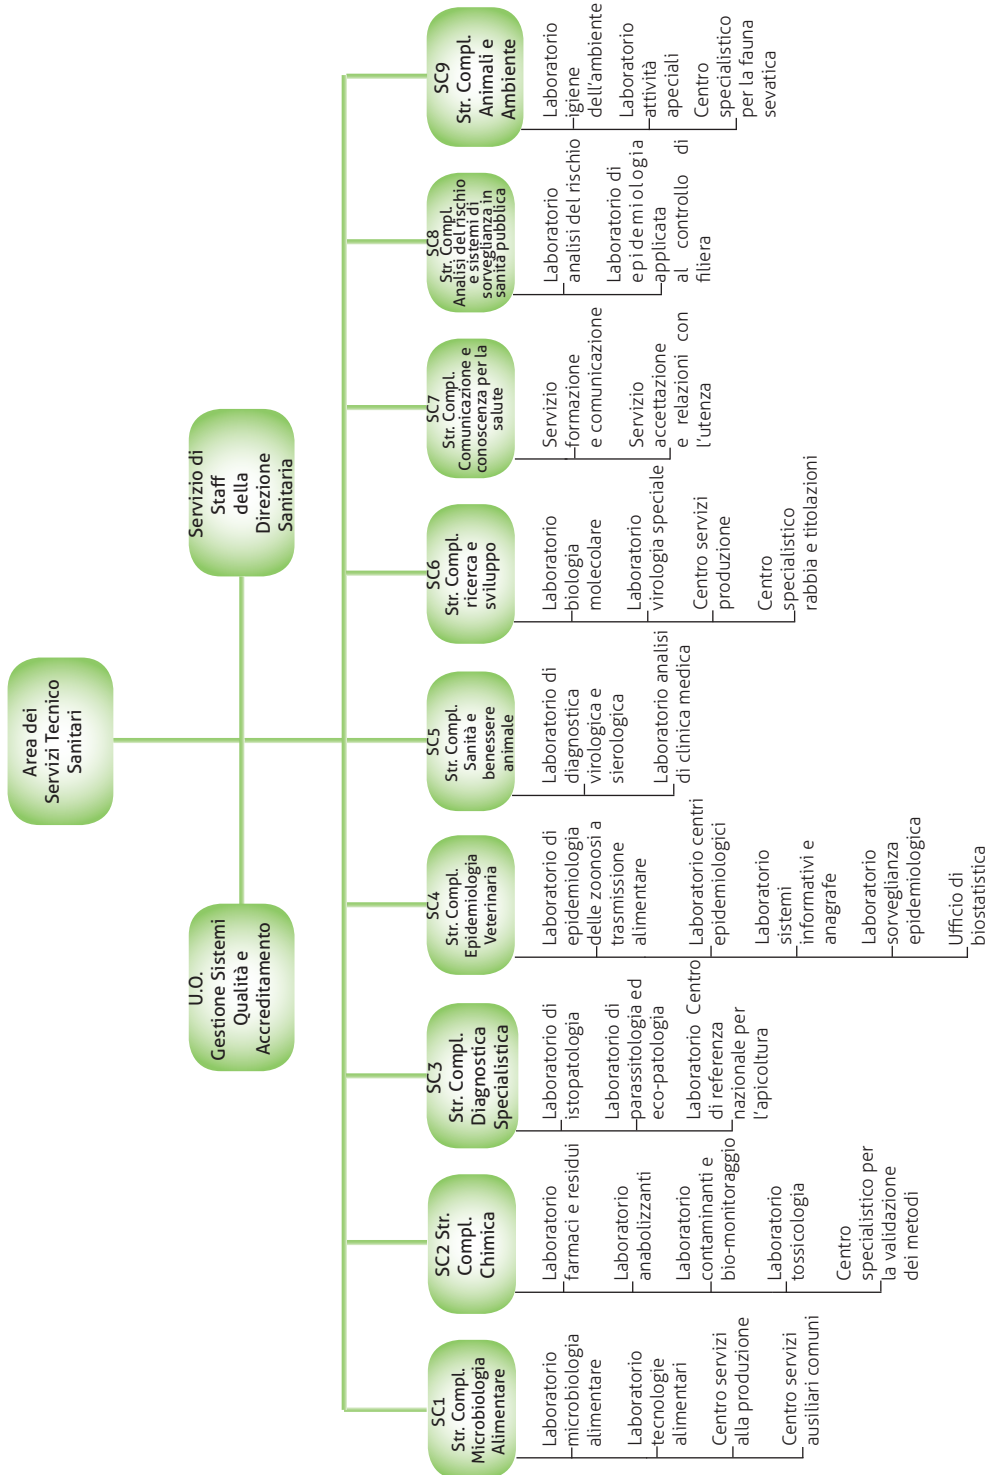 Area dei
Servizi Tecnico
Sanitari
U.O.
Gestione Sistemi
Qualità e
Accreditamento
Servizio di
Staff
della
Direzione
Sanitaria
SC1
Str. Compl.
Microbiologia
Alimentare
Laboratorio
microbiologia
alimentare
Laboratorio
tecnologie
alimentari
Centro servizi
alla produzione
Centro servizi
ausiliari comuni
SC2 Str.
Compl.
Chimica
Laboratorio
farmaci e residui
Laboratorio
anabolizzanti
Laboratorio
contaminanti e
bio-monitoraggio
Laboratorio
tossicologia
Centro
specialistico per
la validazione
dei metodi
SC3
Str. Compl.
Diagnostica
Specialistica
Laboratorio di
istopatologia
Laboratorio di
parassitologia ed
eco-patologia
Laboratorio Centro
di referenza
nazionale per
l'apicoltura
SC4
Str. Compl.
Epidemiologia
Veterinaria
Laboratorio di
epidemiologia
delle zoonosi a
trasmissione
alimentare
Laboratorio centri
epidemiologici
Laboratorio
sistemi
informativi e
anagrafe
Laboratorio
sorveglianza
epidemiologica
Ufficio di
biostatistica
SC5
Str. Compl.
Sanità e
benessere
animale
Laboratorio di
diagnostica
virologica e
sierologica
Laboratorio analisi
di clinica medica
SC6
Str. Compl.
ricerca e
sviluppo
Laboratorio
biologia
molecolare
Laboratorio
virologia speciale
Centro servizi
produzione
Centro
specialistico
rabbia e titolazioni
SC7
Str. Compl.
Comunicazione e
conoscenza per la
salute
Servizio
formazione
e comunicazione
Servizio
accettazione
e relazioni con
l'utenza
SC8
Str. Compl.
Analisi del rischio
e sistemi di
sorveglianza in
sanità pubblica
Laboratorio
analisi del rischio
Laboratorio di
epidemiologia
applicata
al controllo di
filiera
SC9
Str. Compl.
Animali e
Ambiente
Laboratorio
igiene
dell'ambiente
Laboratorio
attività
apeciali
Centro
specialistico
per la fauna
sevatica